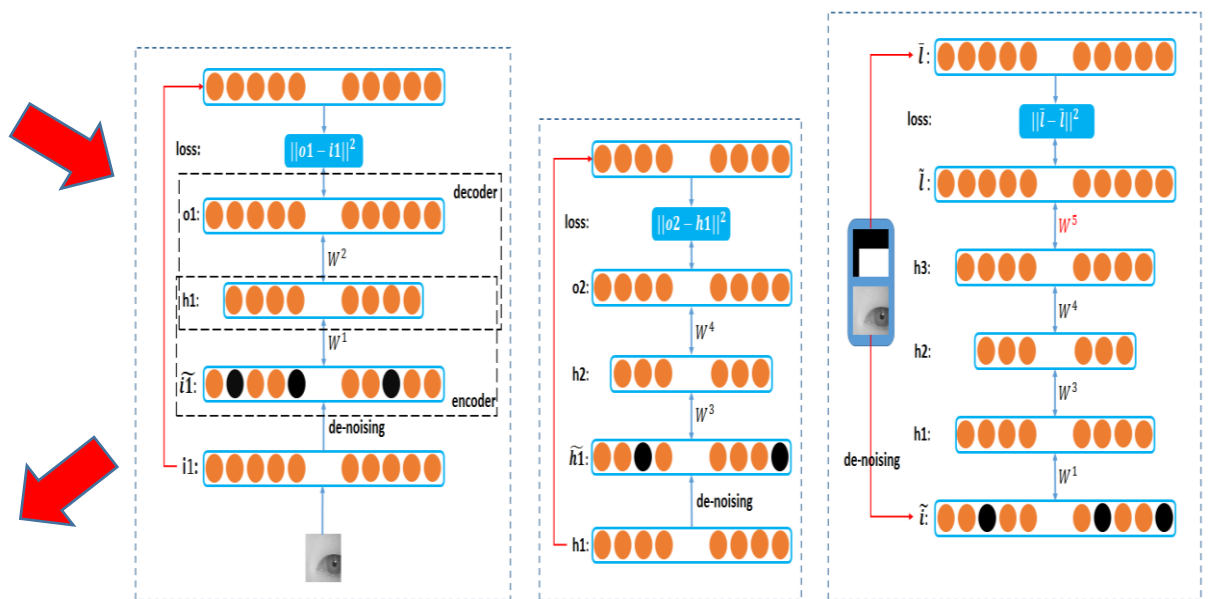 loss:
||o1 − i1||²
decoder
o1:
W²
h1:
W¹
ĩ1:
encoder
de-noising
i1:
loss:
||o2 − h1||²
o2:
W⁴
h2:
W³
h̃1:
de-noising
h1:
l̄:
loss:
||l̄ − l̄||²
l̃:
W⁵
h3:
W⁴
h2:
W³
h1:
de-noising
W¹
ĩ: